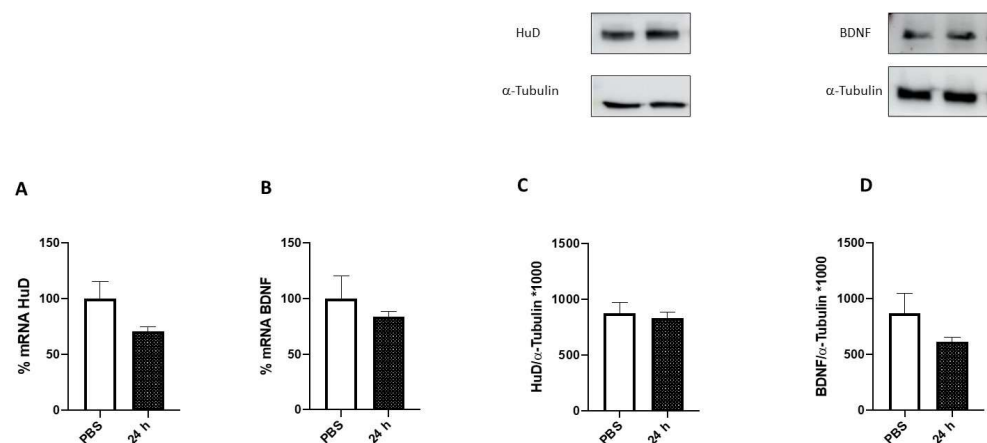 HuD
α-Tubulin
BDNF
α-Tubulin
A
B
C
D
% mRNA HuD
150
100
50
0
PBS
24 h
% mRNA BDNF
150
100
50
0
PBS
24 h
HuD/α-Tubulin *1000
1500
1000
500
0
PBS
24 h
BDNF/α-Tubulin *1000
1500
1000
500
0
PBS
24 h